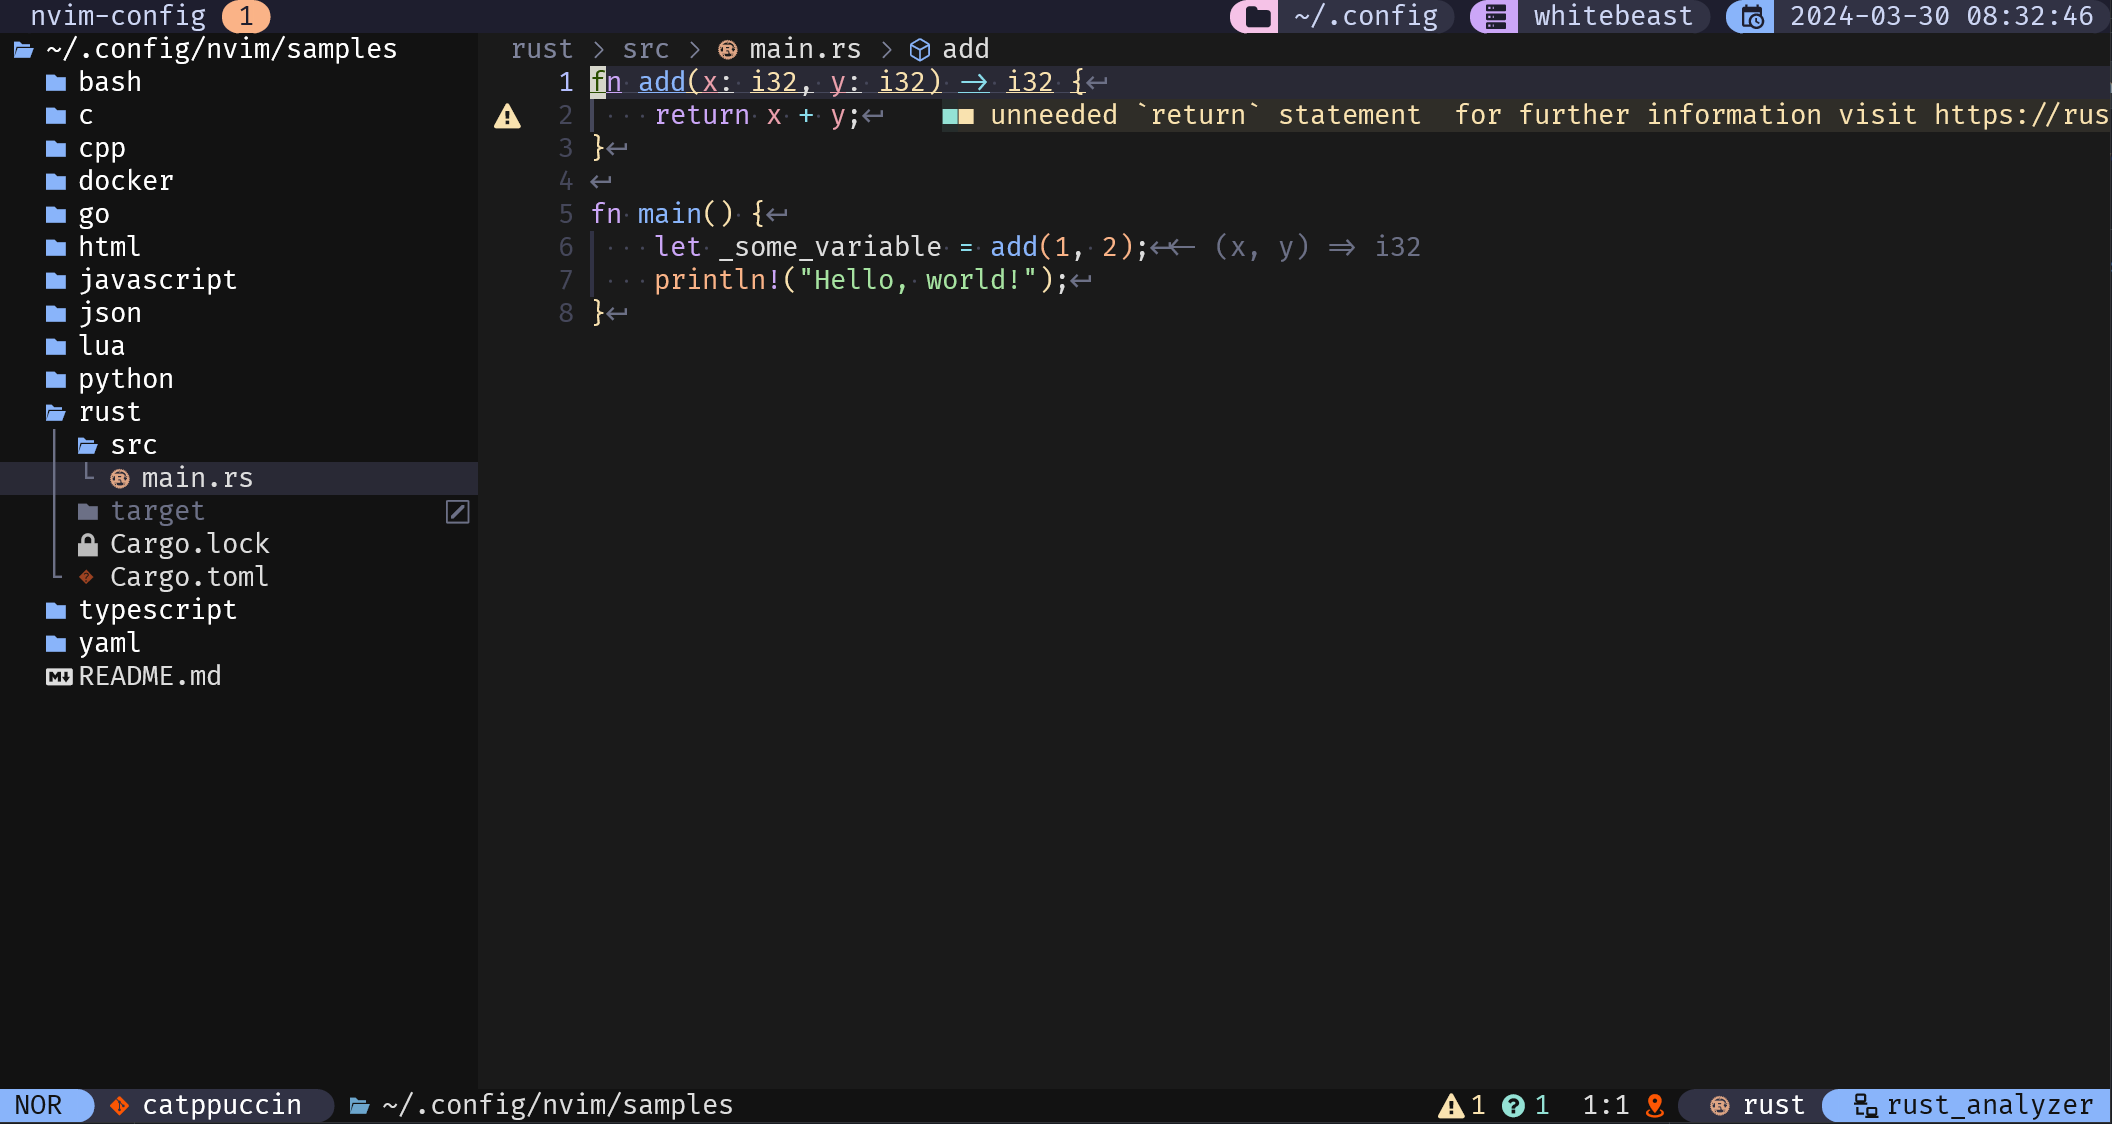 nvim-config 1 ~/.config whitebeast 2024-03-30 08:32:46
~/.config/nvim/samples
bash
c
cpp
docker
go
html
javascript
json
lua
python
rust
src
main.rs
target
Cargo.lock
Cargo.toml
typescript
yaml
README.md
rust > src > main.rs > add
1 fn add(x: i32, y: i32) -> i32 {
2 return x + y; unneeded `return` statement  for further information visit https://rus
3 }
4
5 fn main() {
6 let _some_variable = add(1, 2); <- (x, y) => i32
7 println!("Hello, world!");
8 }
NOR catppuccin ~/.config/nvim/samples 1 1 1:1 rust rust_analyzer